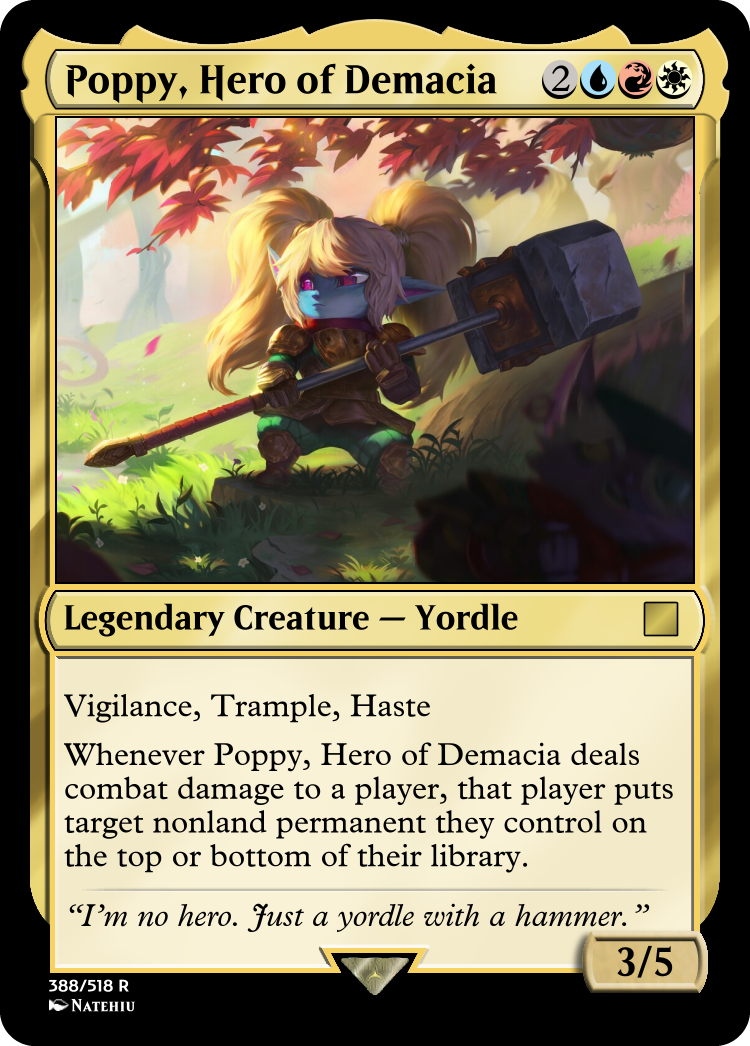 Poppy, Hero of Demacia 2
Legendary Creature — Yordle
Vigilance, Trample, Haste
Whenever Poppy, Hero of Demacia deals
combat damage to a player, that player puts
target nonland permanent they control on
the top or bottom of their library.
“I’m no hero. Just a yordle with a hammer.”
3/5
388/518 R
Natehiu